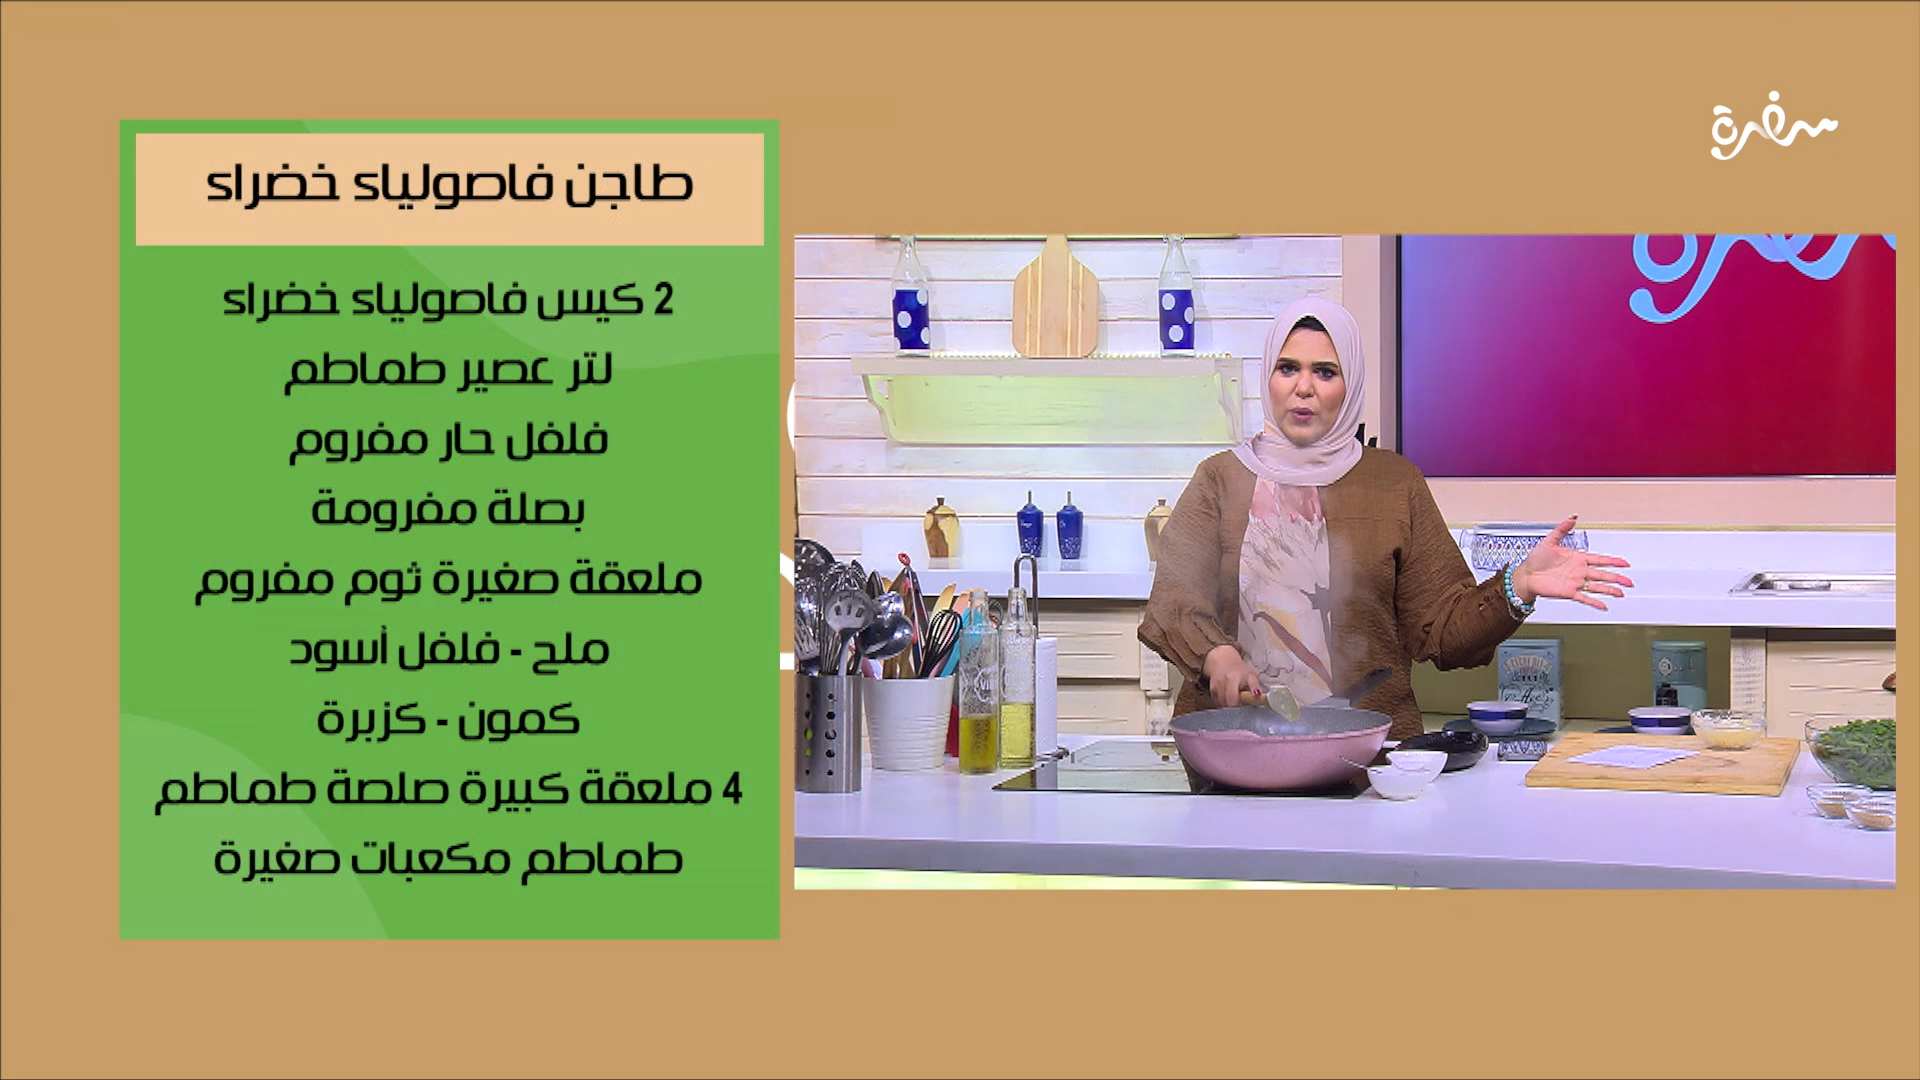 سفرة
طاجن فاصولياء خضراء
2 كيس فاصولياء خضراء
لتر عصير طماطم
فلفل حار مفروم
بصلة مفرومة
ملعقة صغيرة ثوم مفروم
ملح - فلفل أسود
كمون - كزبرة
4 ملعقة كبيرة صلصة طماطم
طماطم مكعبات صغيرة